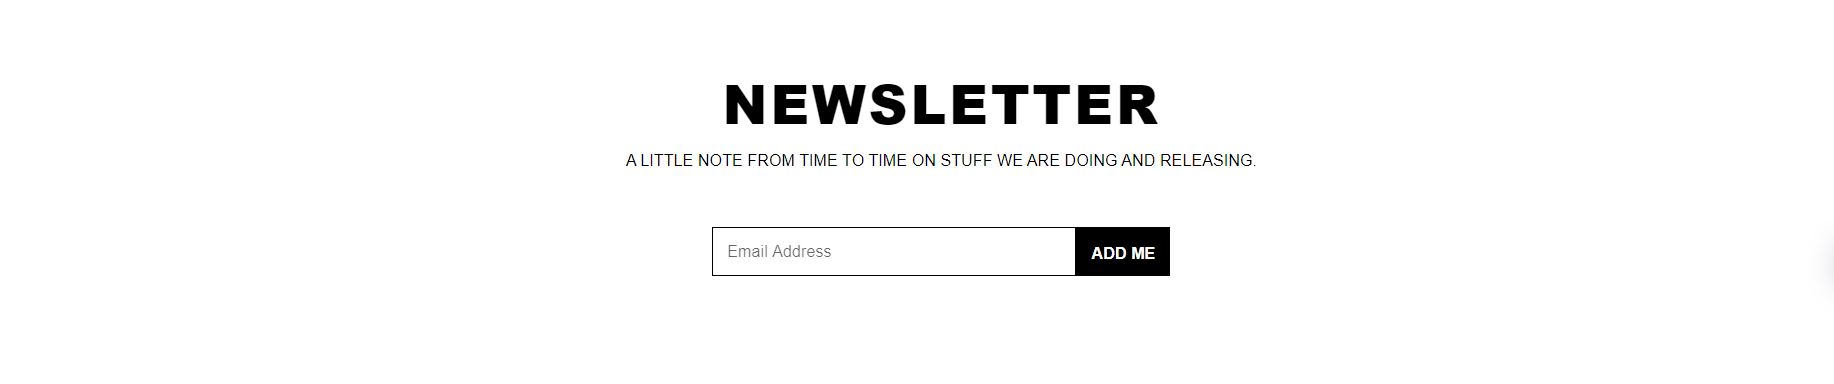 NEWSLETTER
A LITTLE NOTE FROM TIME TO TIME ON STUFF WE ARE DOING AND RELEASING.
Email Address
ADD ME